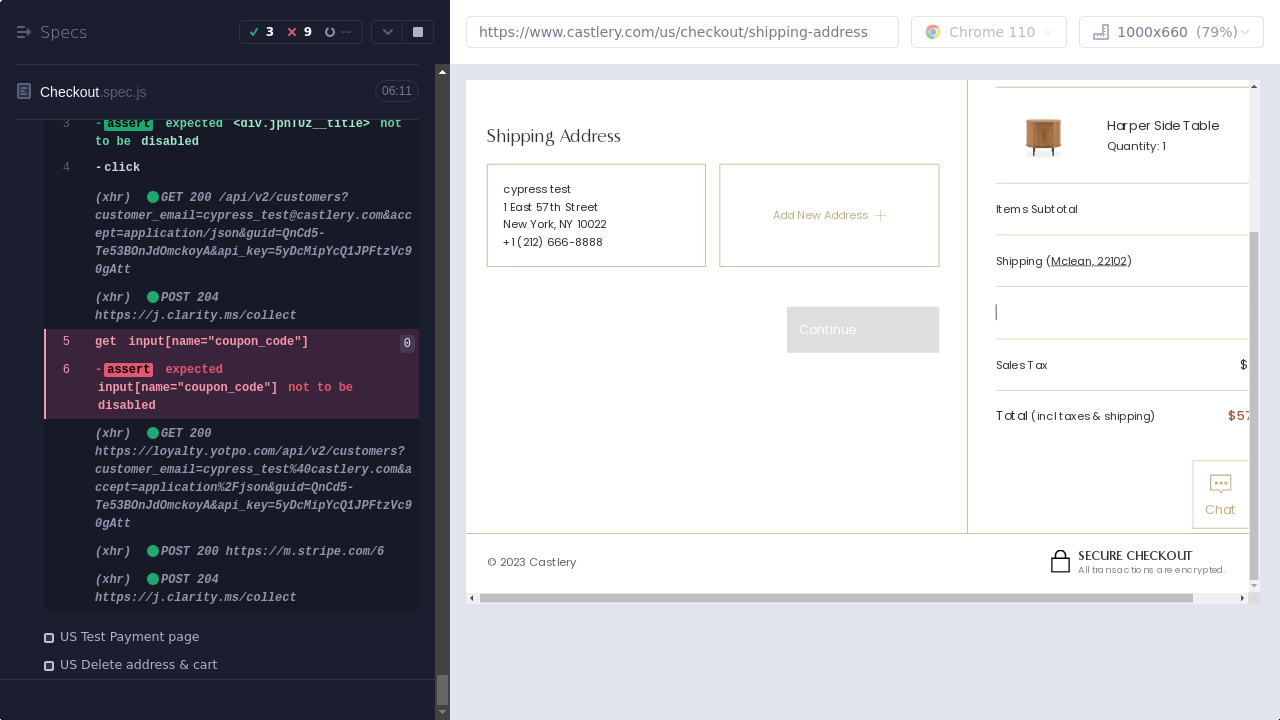 Specs
3
9
--
https://www.castlery.com/us/checkout/shipping-address
Chrome 110
1000x660 (79%)
Checkout.spec.js
06:11
3 -assert expected <div.jphTUz__title> not
to be disabled
4 -click
(xhr) GET 200 /api/v2/customers?
customer_email=cypress_test@castlery.com&acc
ept=application/json&guid=QnCd5-
Te53BOnJdOmckoyA&api_key=5yDcMipYcQ1JPFtzVc9
0gAtt
(xhr) POST 204
https://j.clarity.ms/collect
5 get input[name="coupon_code"] 0
6 -assert expected
input[name="coupon_code"] not to be
disabled
(xhr) GET 200
https://loyalty.yotpo.com/api/v2/customers?
customer_email=cypress_test%40castlery.com&a
ccept=application%2Fjson&guid=QnCd5-
Te53BOnJdOmckoyA&api_key=5yDcMipYcQ1JPFtzVc9
0gAtt
(xhr) POST 200 https://m.stripe.com/6
(xhr) POST 204
https://j.clarity.ms/collect
US Test Payment page
US Delete address & cart
Shipping Address
cypress test
1 East 57th Street
New York, NY 10022
+1 (212) 666-8888
Add New Address
Continue
Harper Side Table
Quantity: 1
Items Subtotal
Shipping (Mclean, 22102)
Sales Tax $
Total (incl taxes & shipping) $57
Chat
© 2023 Castlery
SECURE CHECKOUT
All transactions are encrypted.